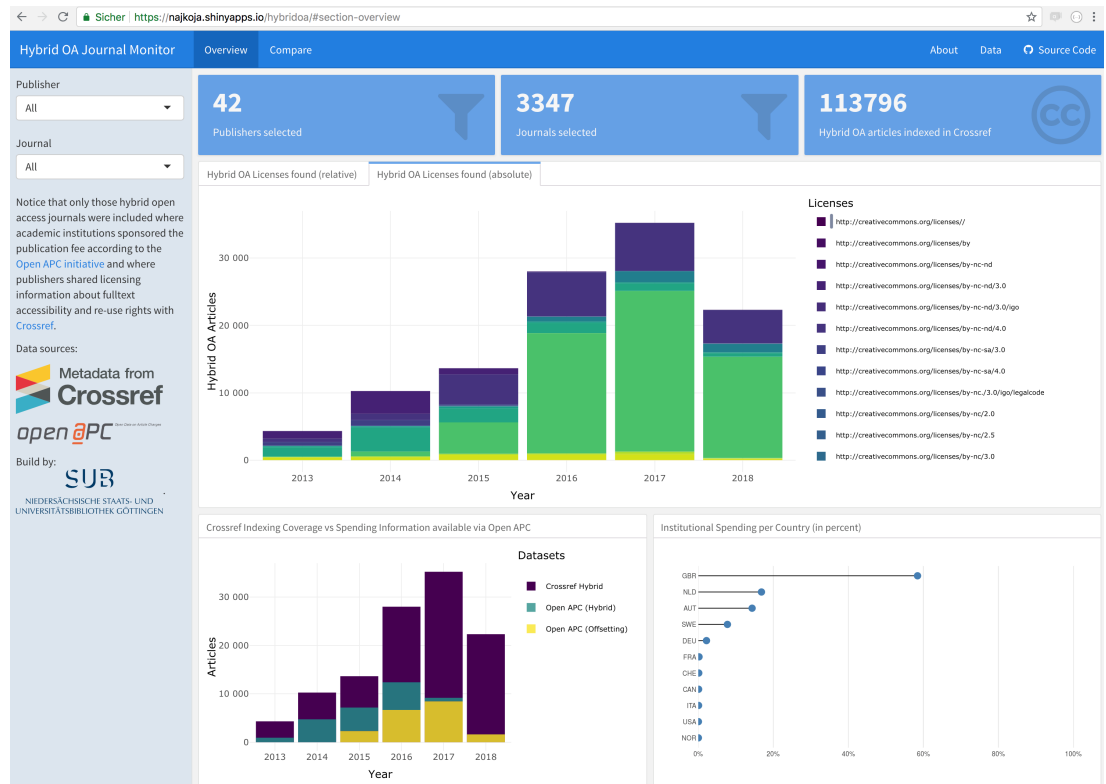 Sicher https://najkoja.shinyapps.io/hybridoa/#section-overview
Hybrid OA Journal Monitor Overview Compare About Data Source Code
Publisher
All
Journal
All
Notice that only those hybrid open
access journals were included where
academic institutions sponsored the
publication fee according to the
Open APC initiative and where
publishers shared licensing
information about fulltext
accessibility and re-use rights with
Crossref.
Data sources:
Metadata from
Crossref
open APC
Build by:
SUB
NIEDERSÄCHSISCHE STAATS- UND
UNIVERSITÄTSBIBLIOTHEK GÖTTINGEN
42
Publishers selected
3347
Journals selected
113796
Hybrid OA articles indexed in Crossref
cc
Hybrid OA Licenses found (relative) Hybrid OA Licenses found (absolute)
Hybrid OA Articles
30 000
20 000
10 000
0
2013 2014 2015 2016 2017 2018
Year
Licenses
http://creativecommons.org/licenses//
http://creativecommons.org/licenses/by
http://creativecommons.org/licenses/by-nc-nd
http://creativecommons.org/licenses/by-nc-nd/3.0
http://creativecommons.org/licenses/by-nc-nd/3.0/igo
http://creativecommons.org/licenses/by-nc-nd/4.0
http://creativecommons.org/licenses/by-nc-sa/3.0
http://creativecommons.org/licenses/by-nc-sa/4.0
http://creativecommons.org/licenses/by-nc./3.0/igo/legalcode
http://creativecommons.org/licenses/by-nc/2.0
http://creativecommons.org/licenses/by-nc/2.5
http://creativecommons.org/licenses/by-nc/3.0
Crossref Indexing Coverage vs Spending Information available via Open APC
Articles
30 000
20 000
10 000
0
2013 2014 2015 2016 2017 2018
Year
Datasets
Crossref Hybrid
Open APC (Hybrid)
Open APC (Offsetting)
Institutional Spending per Country (in percent)
GBR
NLD
AUT
SWE
DEU
FRA
CHE
CAN
ITA
USA
NOR
0% 20% 40% 60% 80% 100%